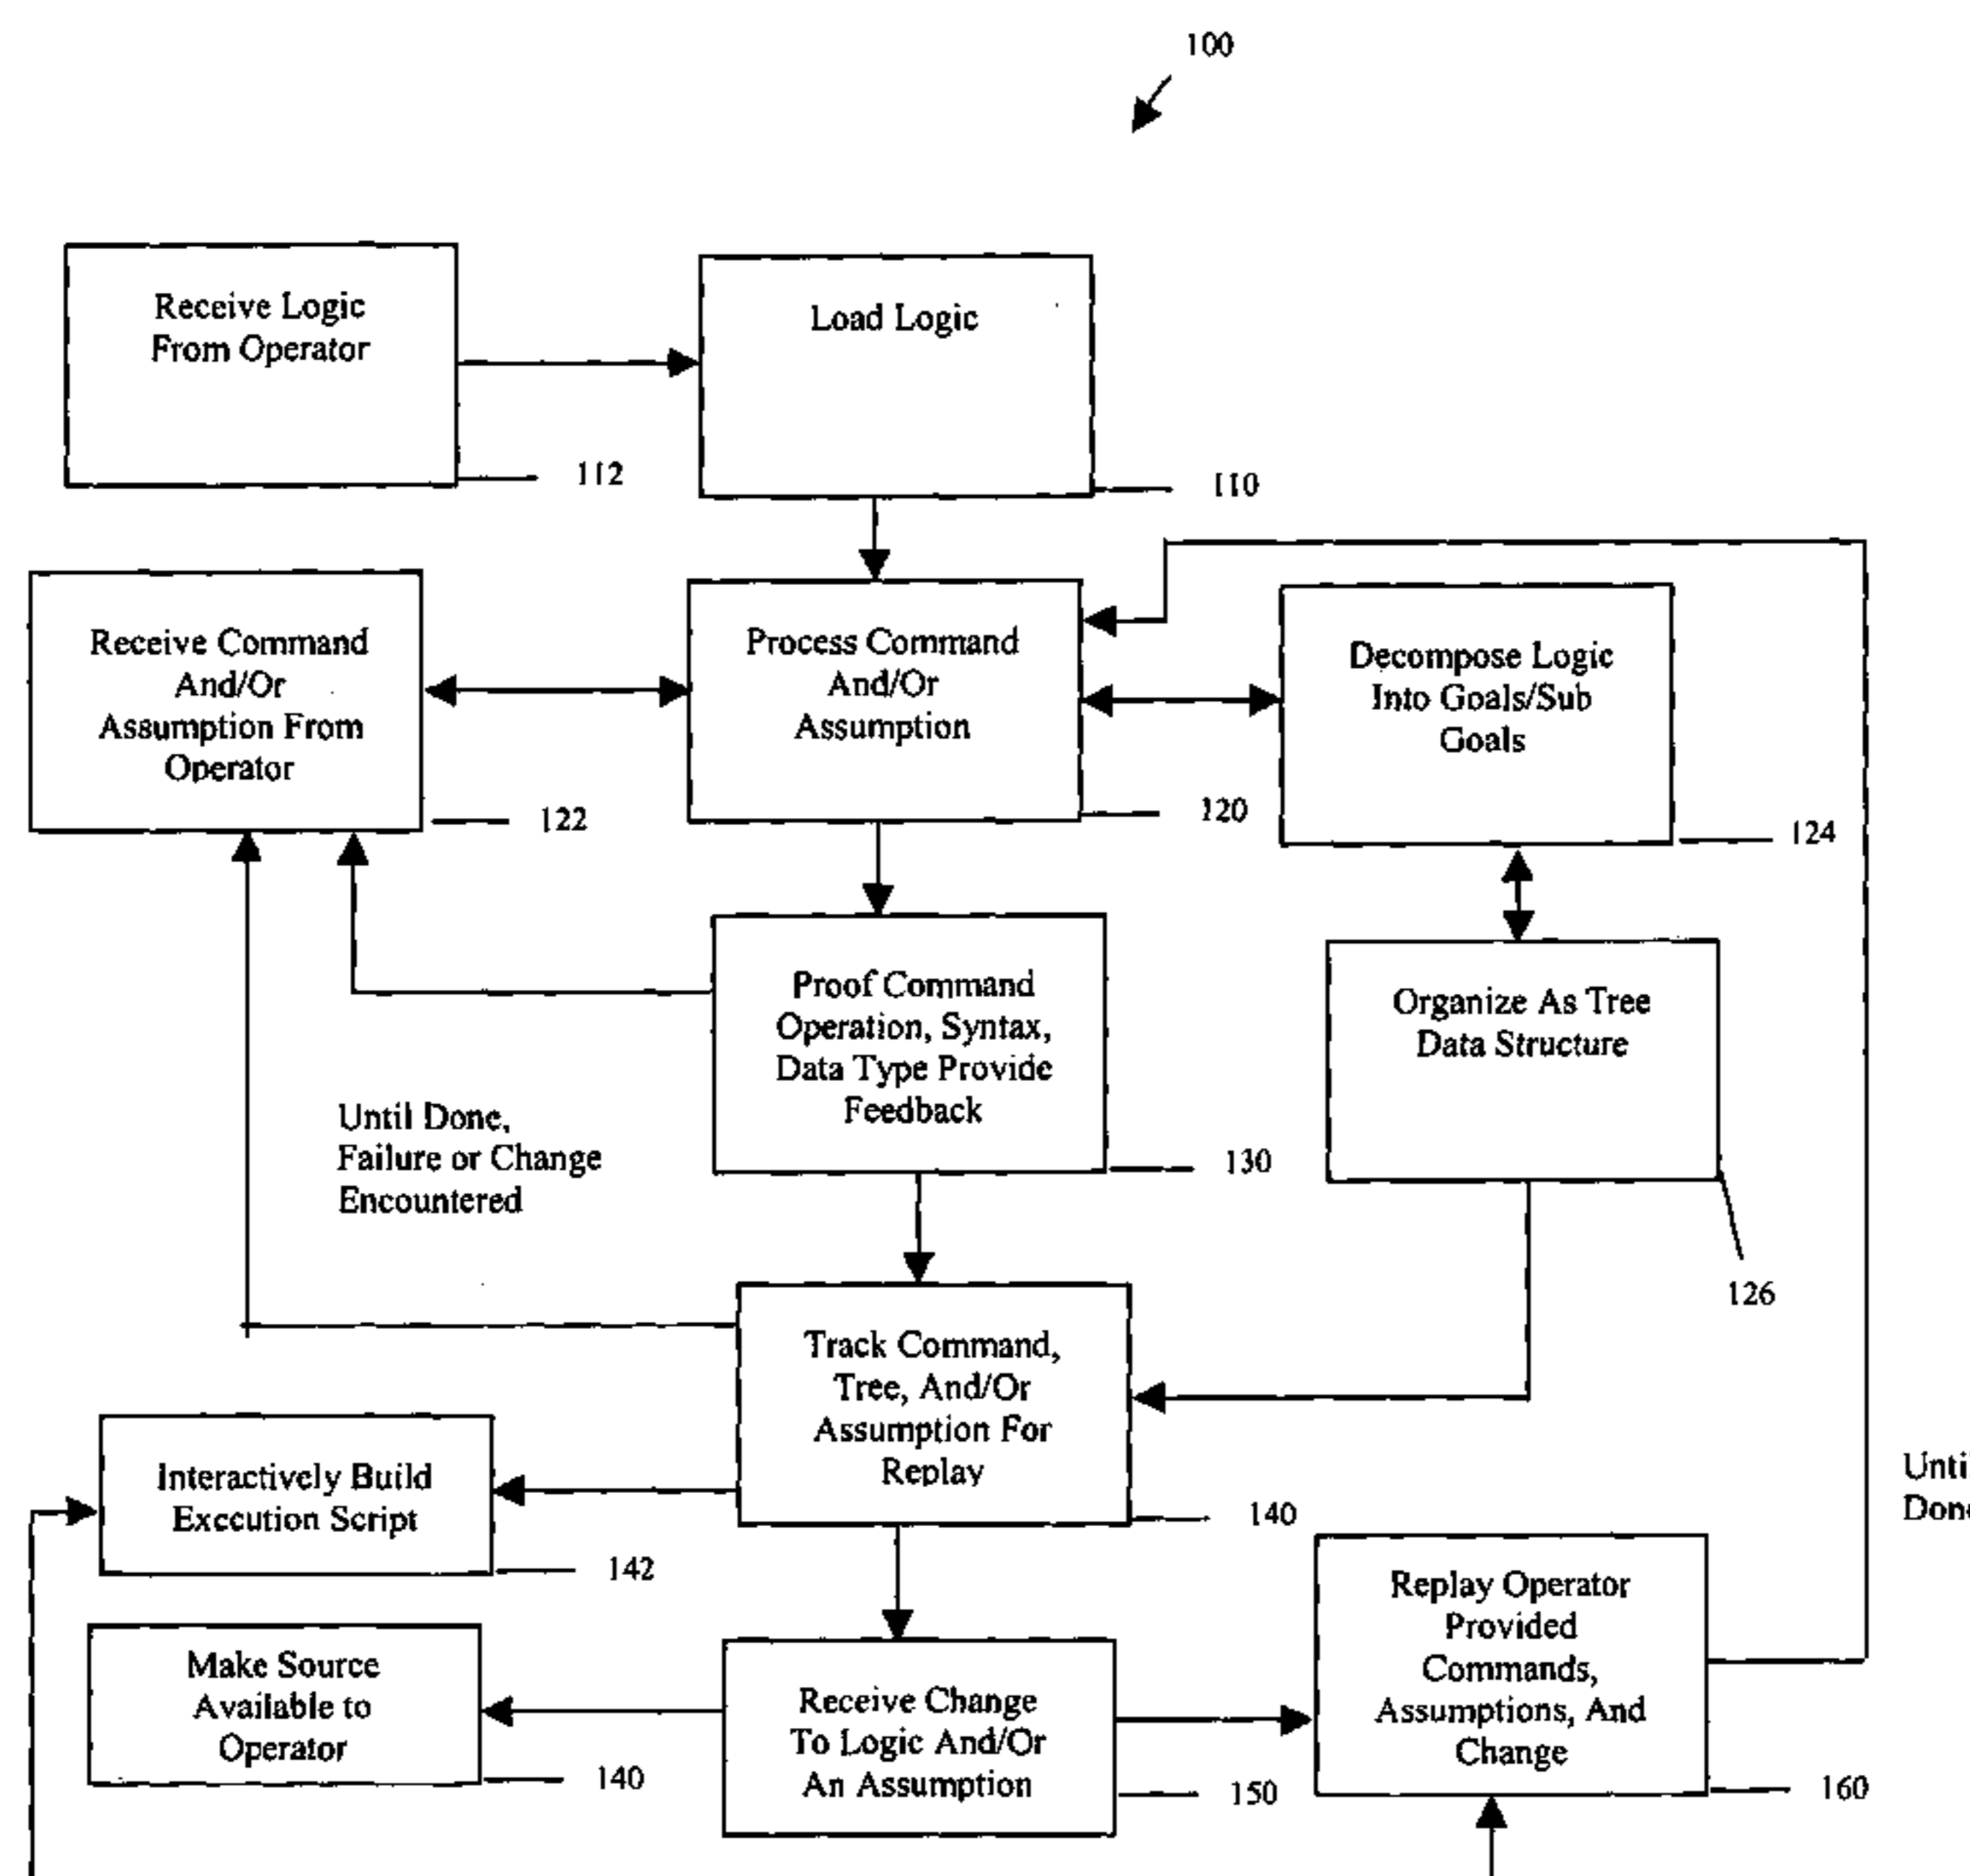 100
Receive Logic
From Operator
112
Load Logic
110
Receive Command
And/Or
Assumption From
Operator
122
Process Command
And/Or
Assumption
120
Decompose Logic
Into Goals/Sub
Goals
124
Proof Command
Operation, Syntax,
Data Type Provide
Feedback
130
Organize As Tree
Data Structure
126
Until Done,
Failure or Change
Encountered
Track Command,
Tree, And/Or
Assumption For
Replay
140
Interactively Build
Execution Script
142
Make Source
Available to
Operator
140
Receive Change
To Logic And/Or
An Assumption
150
Replay Operator
Provided
Commands,
Assumptions, And
Change
160